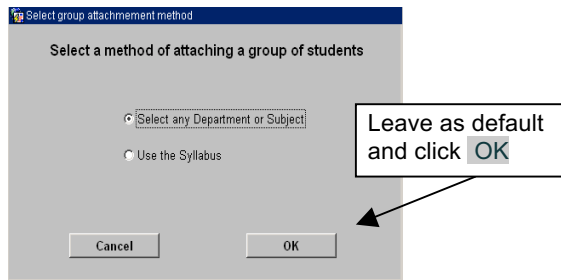 Select group attachmement method
Select a method of attaching a group of students
Select any Department or Subject
Use the Syllabus
Leave as default
and click OK
Cancel
OK